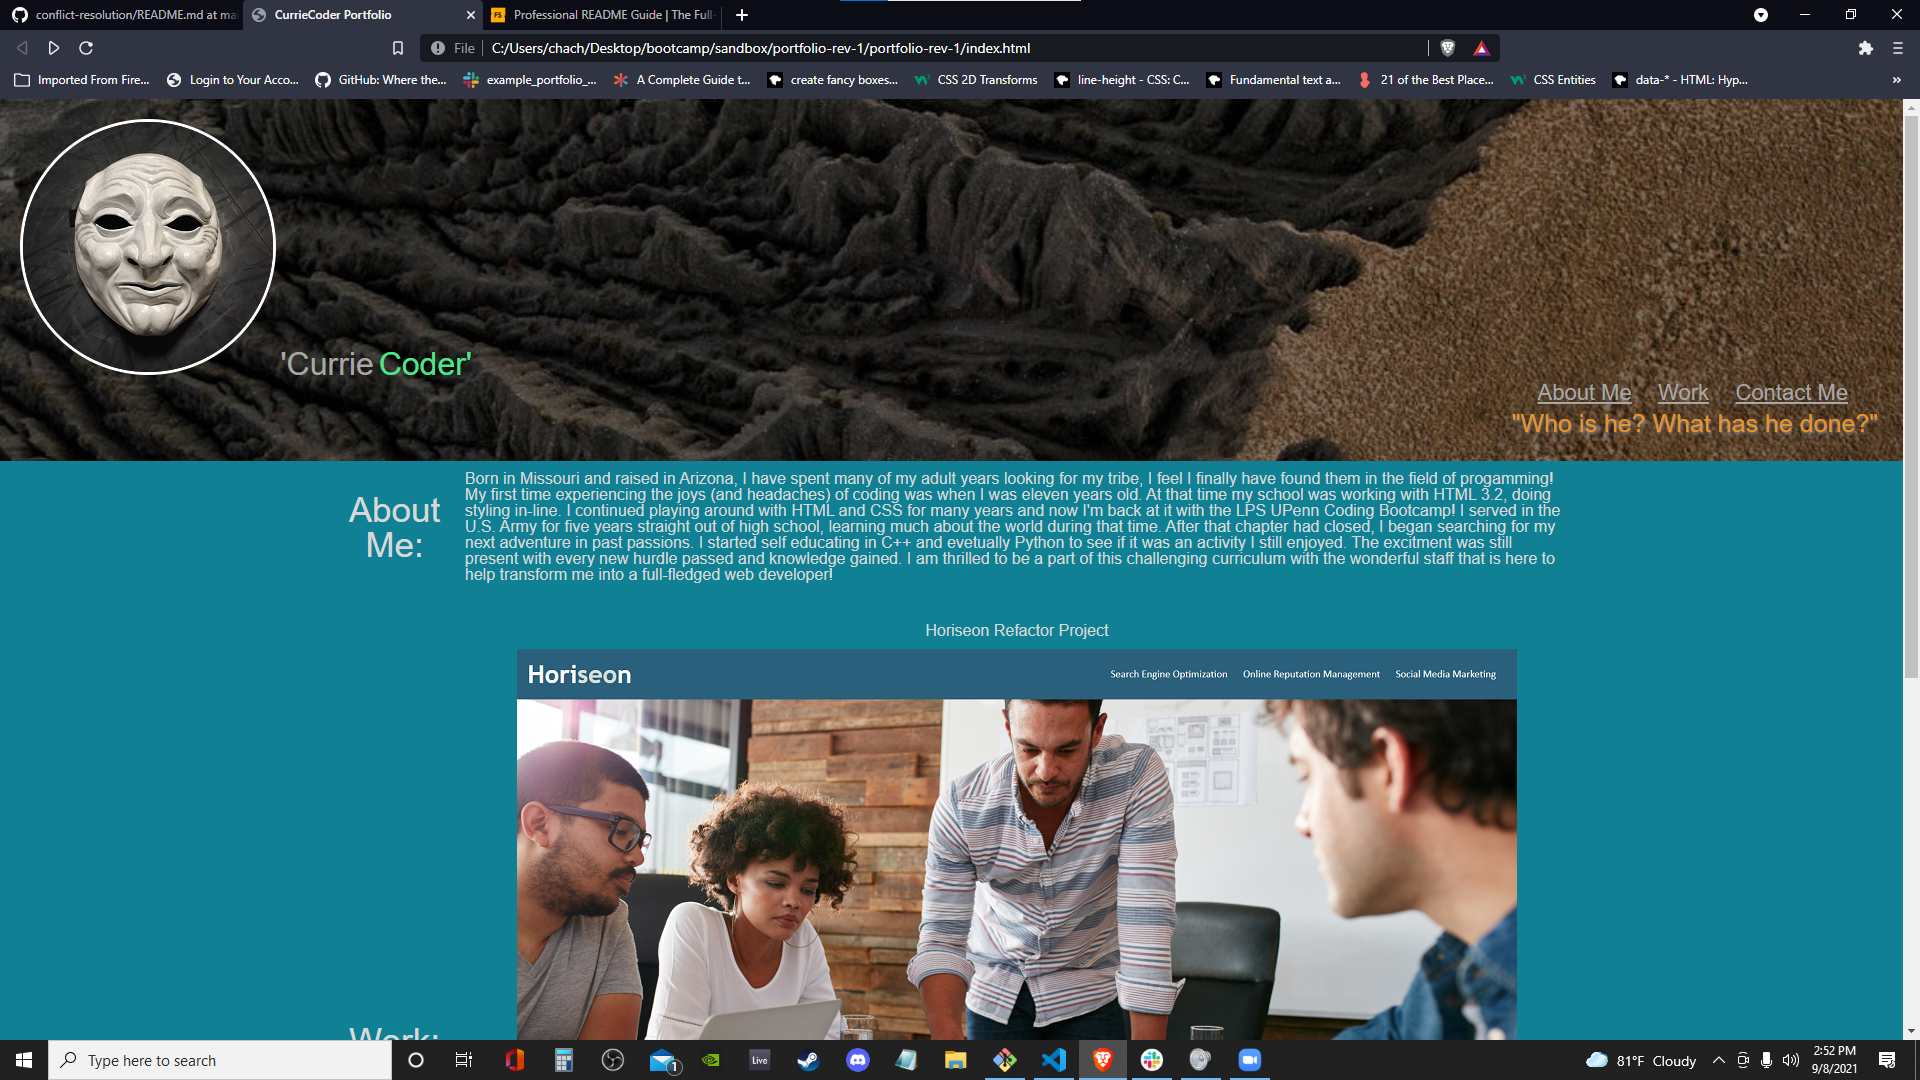 conflict-resolution/README.md at ma
CurrieCoder Portfolio
Professional README Guide | The Full-
File
C:/Users/chach/Desktop/bootcamp/sandbox/portfolio-rev-1/portfolio-rev-1/index.html
Imported From Fire...
Login to Your Acco...
GitHub: Where the...
example_portfolio_...
A Complete Guide t...
create fancy boxes...
CSS 2D Transforms
line-height - CSS: C...
Fundamental text a...
21 of the Best Place...
CSS Entities
data-* - HTML: Hyp...
'Currie Coder'
About Me Work Contact Me
"Who is he? What has he done?"
About
Me:
Born in Missouri and raised in Arizona, I have spent many of my adult years looking for my tribe, I feel I finally have found them in the field of progamming!
My first time experiencing the joys (and headaches) of coding was when I was eleven years old. At that time my school was working with HTML 3.2, doing
styling in-line. I continued playing around with HTML and CSS for many years and now I'm back at it with the LPS UPenn Coding Bootcamp! I served in the
U.S. Army for five years straight out of high school, learning much about the world during that time. After that chapter had closed, I began searching for my
next adventure in past passions. I started self educating in C++ and evetually Python to see if it was an activity I still enjoyed. The excitment was still
present with every new hurdle passed and knowledge gained. I am thrilled to be a part of this challenging curriculum with the wonderful staff that is here to
help transform me into a full-fledged web developer!
Horiseon Refactor Project
Horiseon
Search Engine Optimization Online Reputation Management Social Media Marketing
Work:
Type here to search
Live
1
81°F Cloudy
2:52 PM
9/8/2021